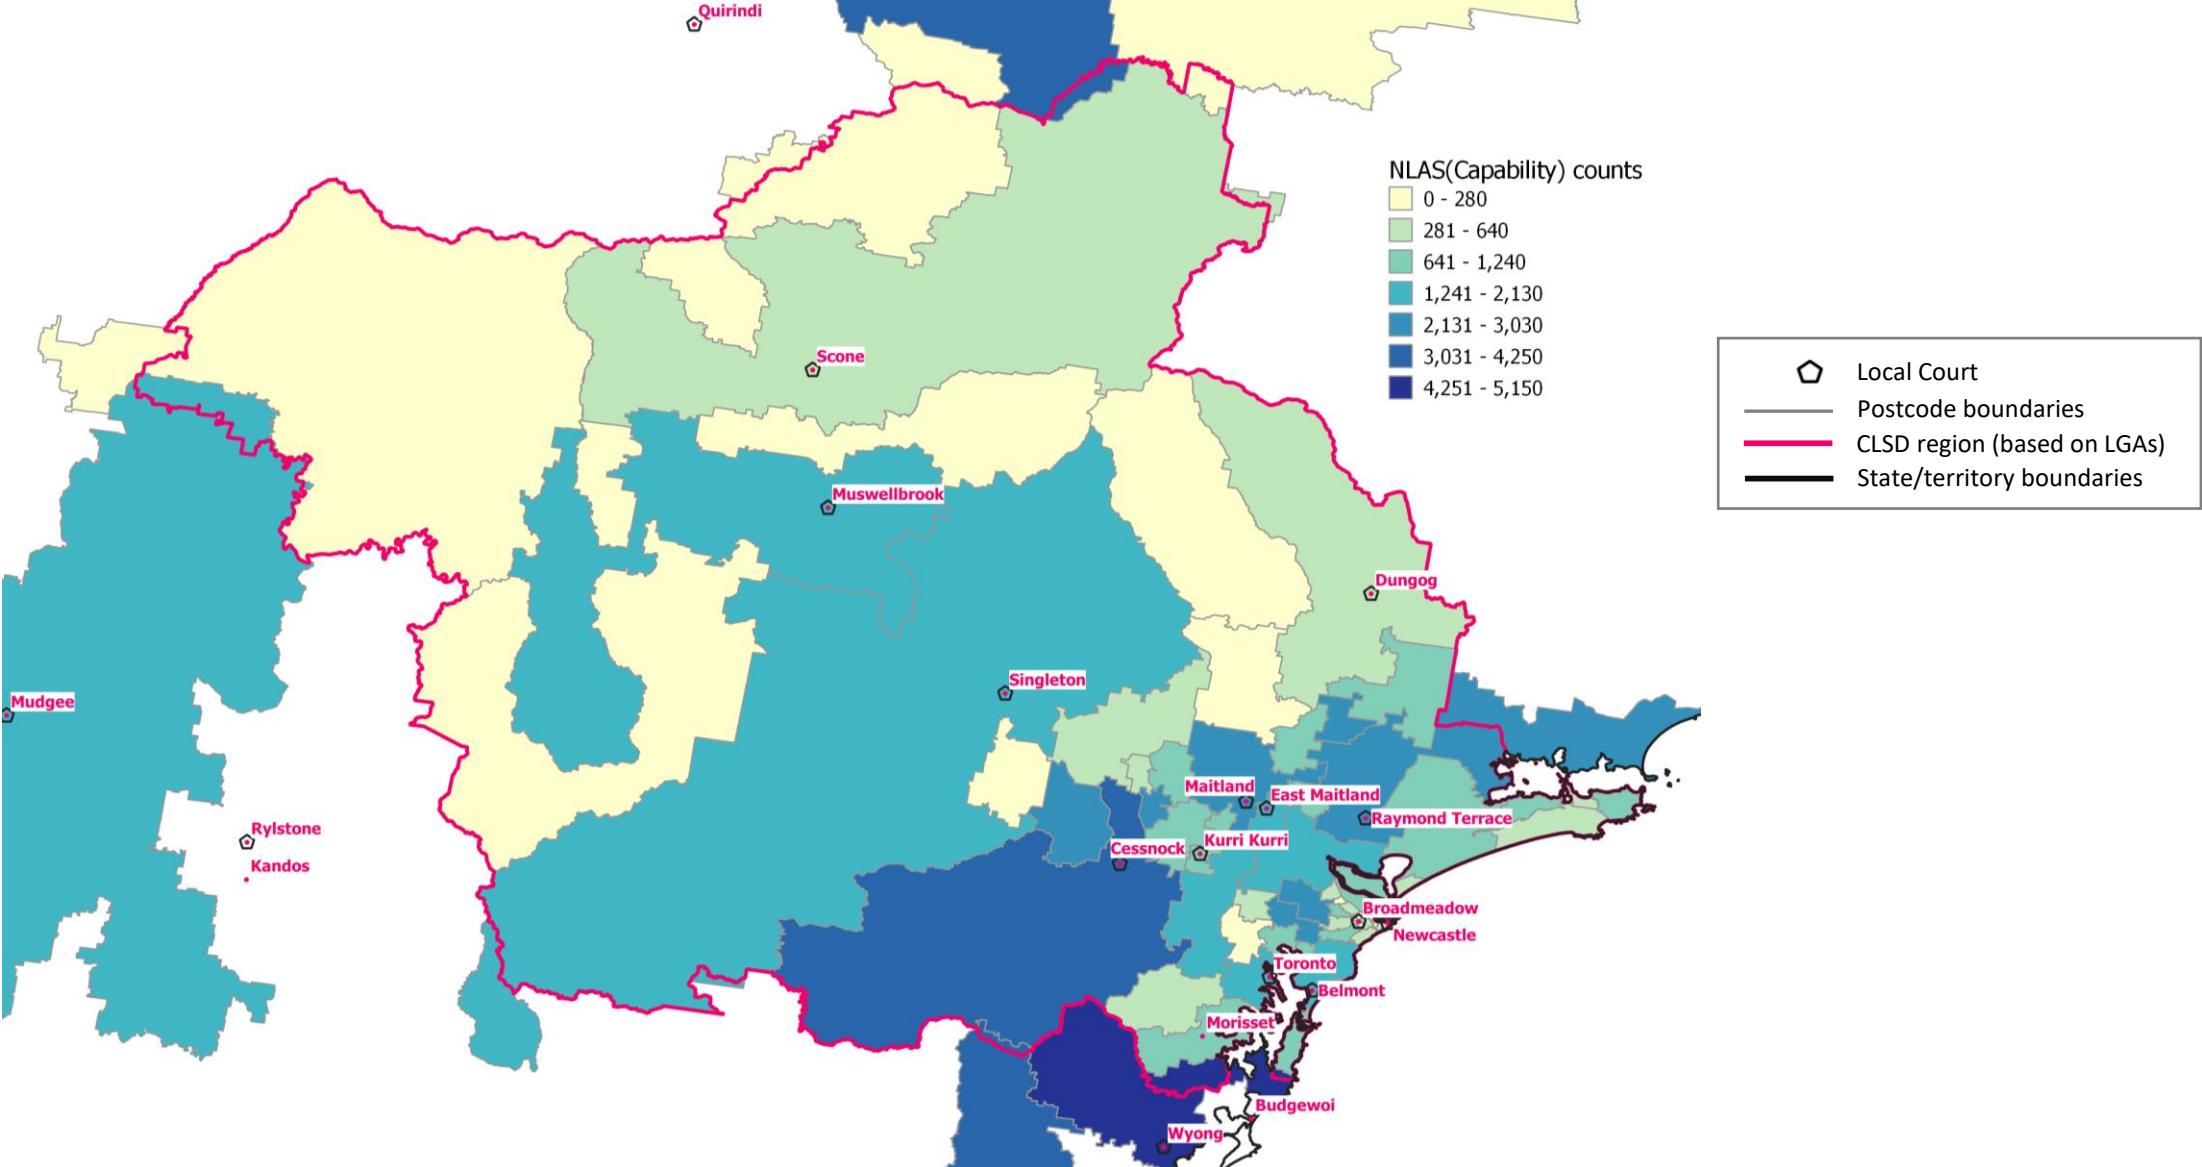 Quirindi
NLAS(Capability) counts
0 - 280
281 - 640
641 - 1,240
1,241 - 2,130
2,131 - 3,030
3,031 - 4,250
4,251 - 5,150
Local Court
Postcode boundaries
CLSD region (based on LGAs)
State/territory boundaries
Scone
Muswellbrook
Dungog
Singleton
Mudgee
Maitland
East Maitland
Raymond Terrace
Rylstone
Kurri Kurri
Cessnock
Kandos
Broadmeadow
Newcastle
Toronto
Belmont
Morisset
Budgewoi
Wyong